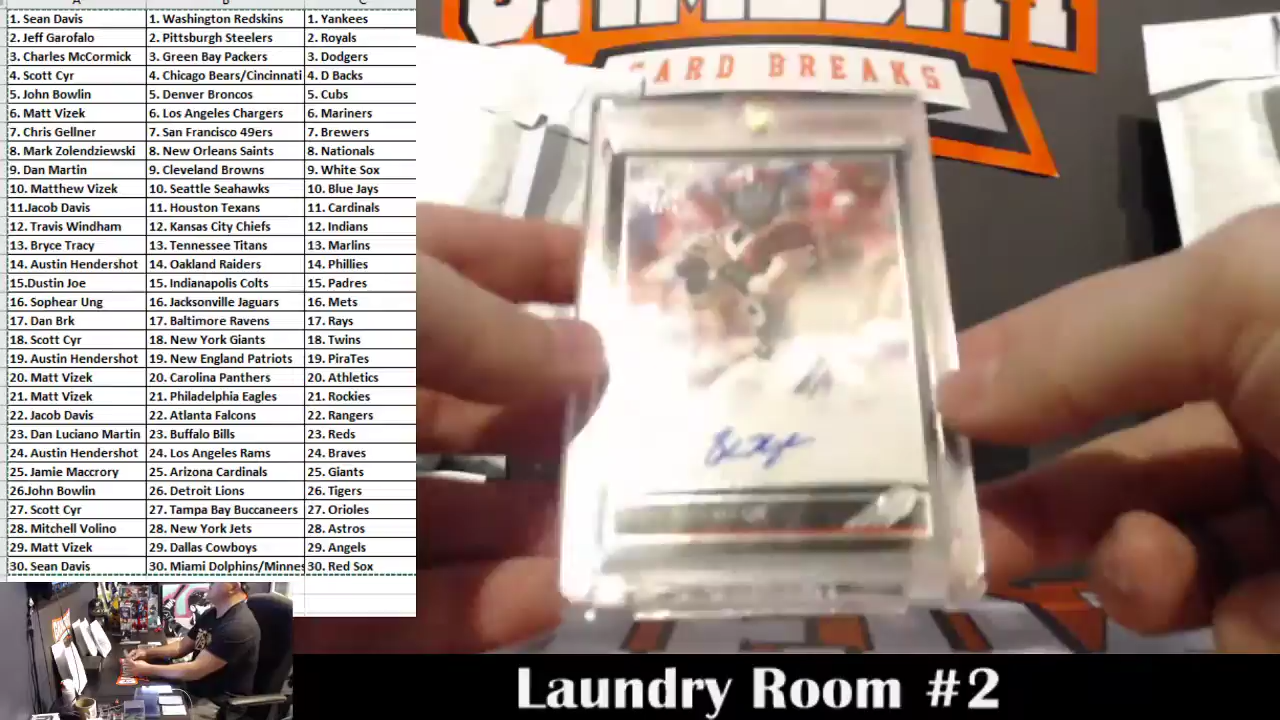 A B C
1. Sean Davis 1. Washington Redskins 1. Yankees
2. Jeff Garofalo 2. Pittsburgh Steelers 2. Royals
3. Charles McCormick 3. Green Bay Packers 3. Dodgers
4. Scott Cyr 4. Chicago Bears/Cincinnati 4. D Backs
5. John Bowlin 5. Denver Broncos 5. Cubs
6. Matt Vizek 6. Los Angeles Chargers 6. Mariners
7. Chris Gellner 7. San Francisco 49ers 7. Brewers
8. Mark Zolendziewski 8. New Orleans Saints 8. Nationals
9. Dan Martin 9. Cleveland Browns 9. White Sox
10. Matthew Vizek 10. Seattle Seahawks 10. Blue Jays
11.Jacob Davis 11. Houston Texans 11. Cardinals
12. Travis Windham 12. Kansas City Chiefs 12. Indians
13. Bryce Tracy 13. Tennessee Titans 13. Marlins
14. Austin Hendershot 14. Oakland Raiders 14. Phillies
15.Dustin Joe 15. Indianapolis Colts 15. Padres
16. Sophear Ung 16. Jacksonville Jaguars 16. Mets
17. Dan Brk 17. Baltimore Ravens 17. Rays
18. Scott Cyr 18. New York Giants 18. Twins
19. Austin Hendershot 19. New England Patriots 19. PiraTes
20. Matt Vizek 20. Carolina Panthers 20. Athletics
21. Matt Vizek 21. Philadelphia Eagles 21. Rockies
22. Jacob Davis 22. Atlanta Falcons 22. Rangers
23. Dan Luciano Martin 23. Buffalo Bills 23. Reds
24. Austin Hendershot 24. Los Angeles Rams 24. Braves
25. Jamie Maccrory 25. Arizona Cardinals 25. Giants
26.John Bowlin 26. Detroit Lions 26. Tigers
27. Scott Cyr 27. Tampa Bay Buccaneers 27. Orioles
28. Mitchell Volino 28. New York Jets 28. Astros
29. Matt Vizek 29. Dallas Cowboys 29. Angels
30. Sean Davis 30. Miami Dolphins/Minnes 30. Red Sox
GAMEDAY
CARD BREAKS
Laundry Room #2